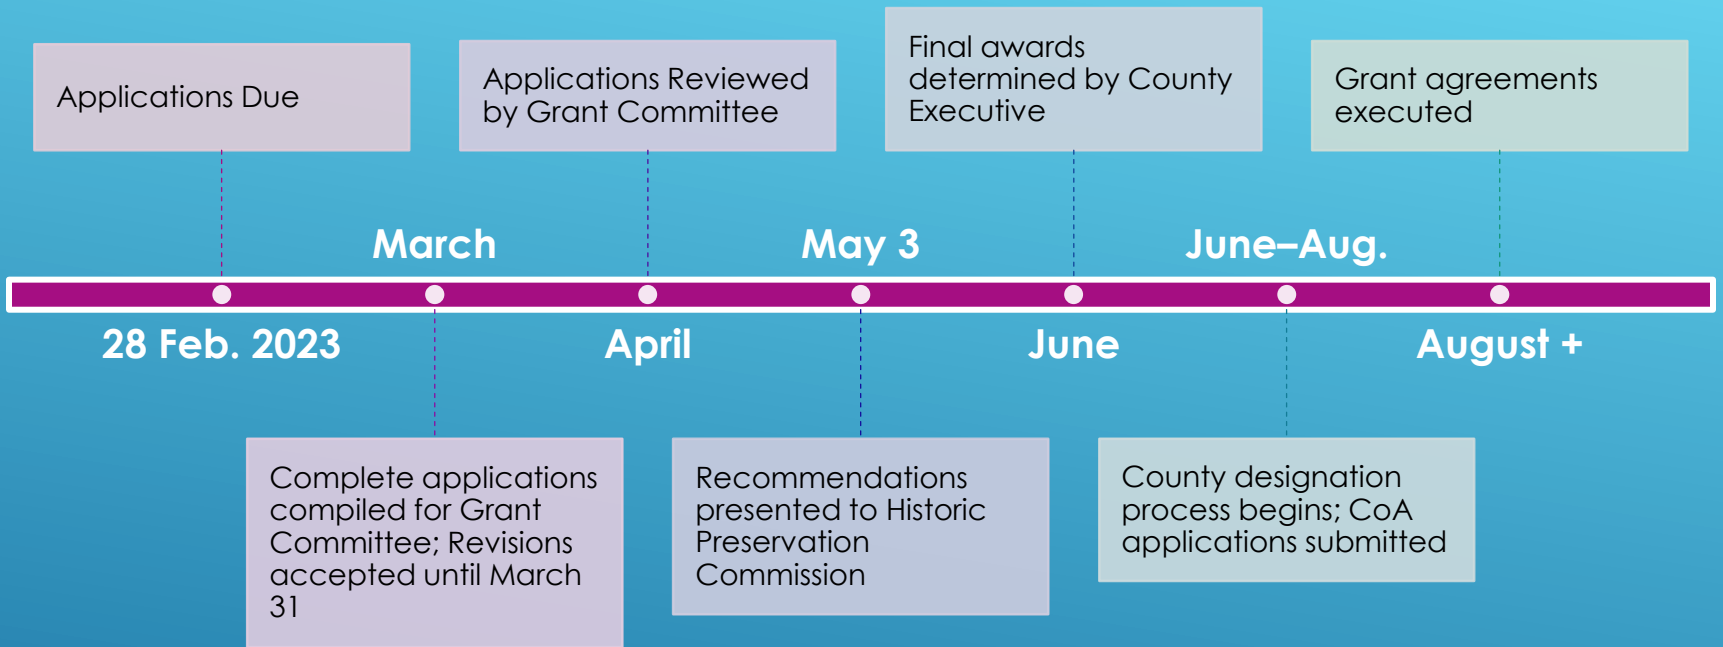 Applications Due
Applications Reviewed
by Grant Committee
Final awards
determined by County
Executive
Grant agreements
executed
March
May 3
June–Aug.
28 Feb. 2023
April
June
August +
Complete applications
compiled for Grant
Committee; Revisions
accepted until March
31
Recommendations
presented to Historic
Preservation
Commission
County designation
process begins; CoA
applications submitted